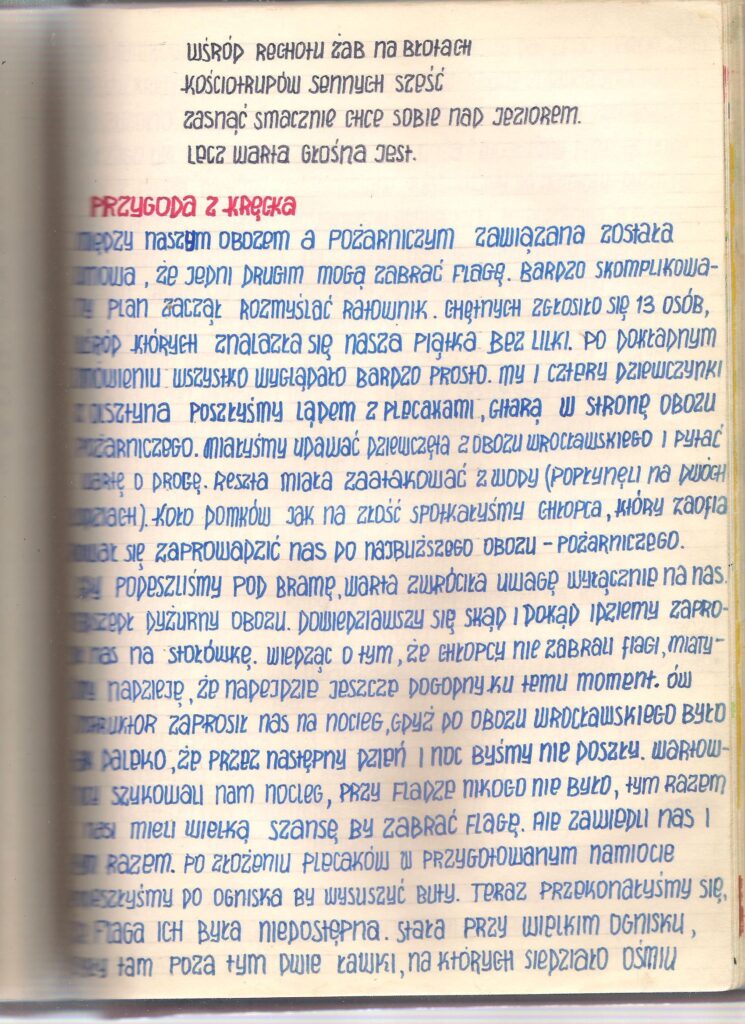 WŚRÓD RECHOTU ŻAB NA BŁOTACH
KOŚCIOTRUPÓW SENNYCH SZEŚĆ
ZASNĄĆ SMACZNIE CHCE SOBIE NAD JEZIOREM.
LECZ WARTA GŁOŚNA JEST.
PRZYGODA Z KRĘCKA
MIĘDZY NASZYM OBOZEM A POŻARNICZYM ZAWIĄZANA ZOSTAŁA
UMOWA, ŻE JEDNI DRUGIM MOGĄ ZABRAĆ FLAGĘ. BARDZO SKOMPLIKOWA-
NY PLAN ZACZĄŁ ROZMYŚLAĆ RATOWNIK. CHĘTNYCH ZGŁOSIŁO SIĘ 13 OSÓB,
WŚRÓD KTÓRYCH ZNALAZŁA SIĘ NASZA PIĄTKA BEZ LILKI. PO DOKŁADNYM
OMÓWIENIU WSZYSTKO WYGLĄDAŁO BARDZO PROSTO. MY I CZTERY DZIEWCZYNKI
Z OLSZTYNA POSZŁYŚMY LĄDEM Z PLECAKAMI, GITARĄ W STRONĘ OBOZU
POŻARNICZEGO. MIAŁYŚMY UDAWAĆ DZIEWCZĘTA Z OBOZU WROCŁAWSKIEGO I PYTAĆ
WARTĘ O DROGĘ. RESZTA MIAŁA ZAATAKOWAĆ Z WODY (POPŁYNĘLI NA DWÓCH
ŁODZIACH). KOŁO DOMKÓW JAK NA ZŁOŚĆ SPOTKAŁYŚMY CHŁOPCA, KTÓRY ZAOFIA
ROWAŁ SIĘ ZAPROWADZIĆ NAS DO NAJBLIŻSZEGO OBOZU - POŻARNICZEGO.
GDY PODESZLIŚMY POD BRAMĘ, WARTA ZWRÓCIŁA UWAGĘ WYŁĄCZNIE NA NAS.
DYŻURNY OBOZU. DOWIEDZIAWSZY SIĘ SKĄD I DOKĄD IDZIEMY ZAPRO-
NAS NA STOŁÓWKĘ. WIEDZĄC O TYM, ŻE CHŁOPCY NIE ZABRALI FLAGI, MIAŁY-
ŚMY NADZIEJĘ, ŻE NADEJDZIE JESZCZE DOGODNY KU TEMU MOMENT. ÓW
INSTRUKTOR ZAPROSIŁ NAS NA NOCLEG, GDYŻ DO OBOZU WROCŁAWSKIEGO BYŁO
TAK DALEKO, ŻE PRZEZ NASTĘPNY DZIEŃ I NOC BYŚMY NIE DOSZŁY. WARTOW-
NICY SZYKOWALI NAM NOCLEG, PRZY FLADZE NIKOGO NIE BYŁO, TYM RAZEM
NASI MIELI WIELKĄ SZANSĘ BY ZABRAĆ FLAGĘ. ALE ZAWIEDLI NAS I
TYM RAZEM. PO ZŁOŻENIU PLECAKÓW W PRZYGOTOWANYM NAMIOCIE
POSZŁYŚMY DO OGNISKA BY WYSUSZYĆ BUTY. TERAZ PRZEKONAŁYŚMY SIĘ,
ŻE FLAGA ICH BYŁA NIEDOSTĘPNA. STAŁA PRZY WIELKIM OGNISKU,
BYŁY TAM POZA TYM DWIE ŁAWKI, NA KTÓRYCH SIEDZIAŁO OŚMIU